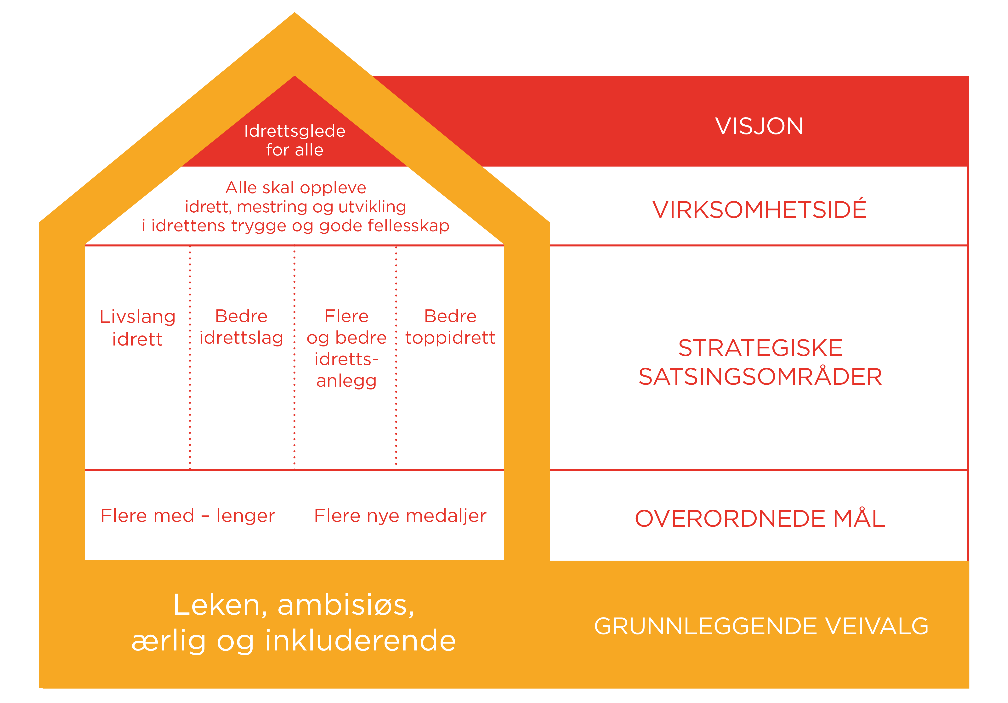 Idrettsglede
for alle
VISJON
Alle skal oppleve
idrett, mestring og utvikling
i idrettens trygge og gode fellesskap
VIRKSOMHETSIDÉ
Livslang
idrett
Bedre
idrettslag
Flere
og bedre
idretts-
anlegg
Bedre
toppidrett
STRATEGISKE
SATSINGSOMRÅDER
Flere med – lenger
Flere nye medaljer
OVERORDNEDE MÅL
Leken, ambisiøs,
ærlig og inkluderende
GRUNNLEGGENDE VEIVALG